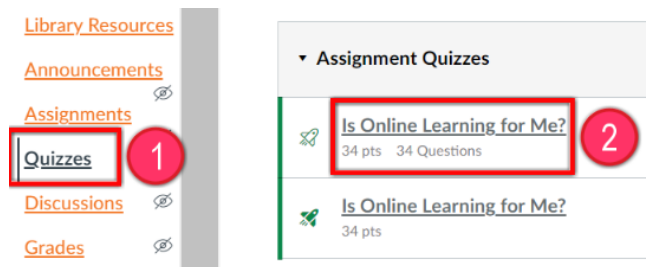 Library Resources
Announcements
Assignments
Quizzes
1
Discussions
Grades
Assignment Quizzes
Is Online Learning for Me?
34 pts 34 Questions
2
Is Online Learning for Me?
34 pts